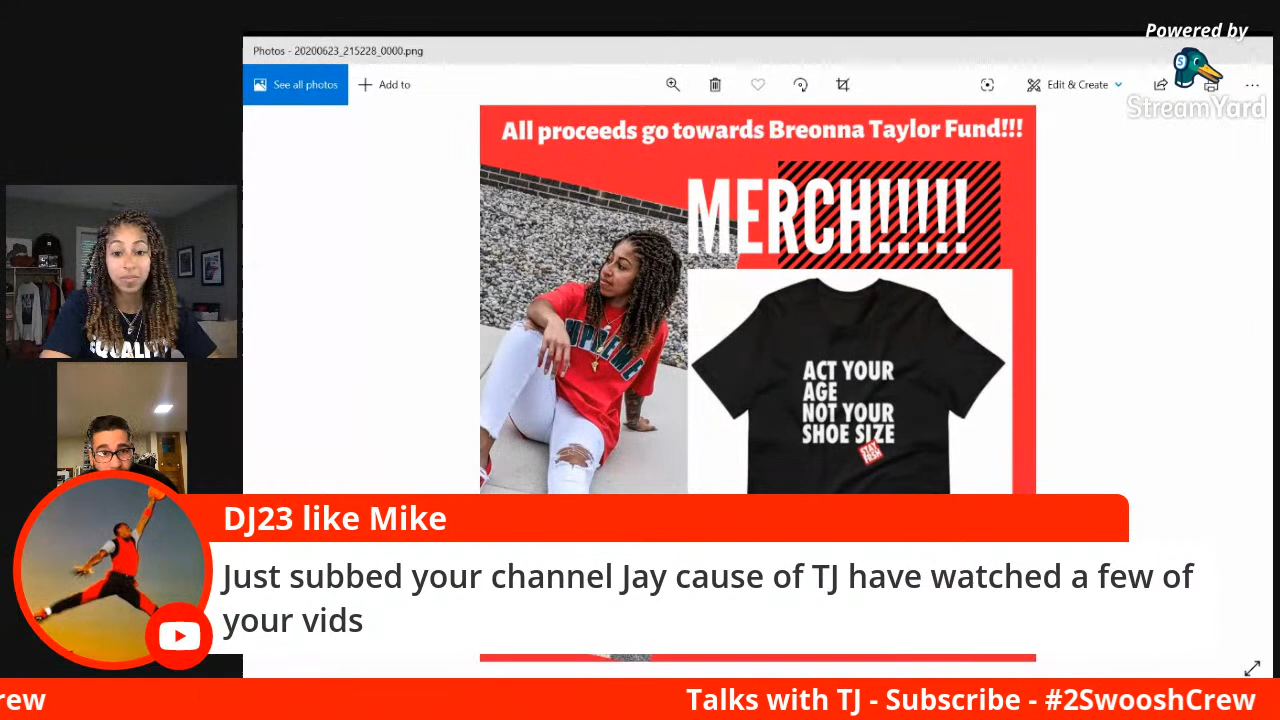 Powered by
StreamYard
Photos - 20200623_215228_0000.png
See all photos
Add to
Edit & Create
All proceeds go towards Breonna Taylor Fund!!!
MERCH!!!!!
ACT YOUR
AGE
NOT YOUR
SHOE SIZE
STAY
FRESH
DJ23 like Mike
Just subbed your channel Jay cause of TJ have watched a few of
your vids
rew
Talks with TJ - Subscribe - #2SwooshCrew